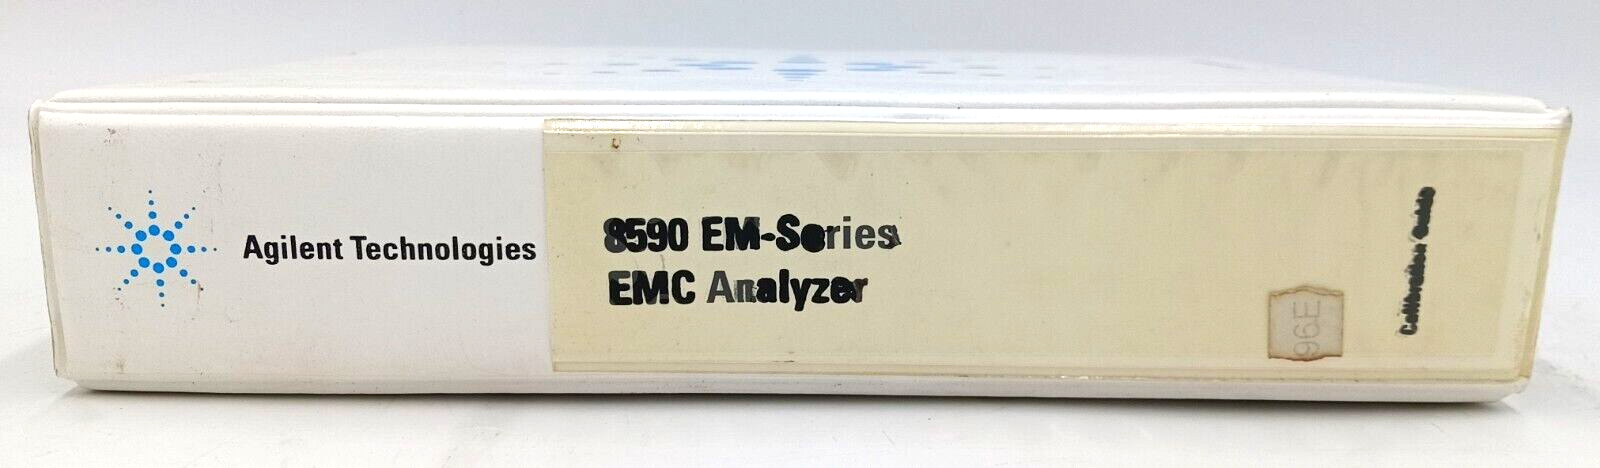 Agilent Technologies
8590 EM-Series
EMC Analyzer
96E
Calibration Guide